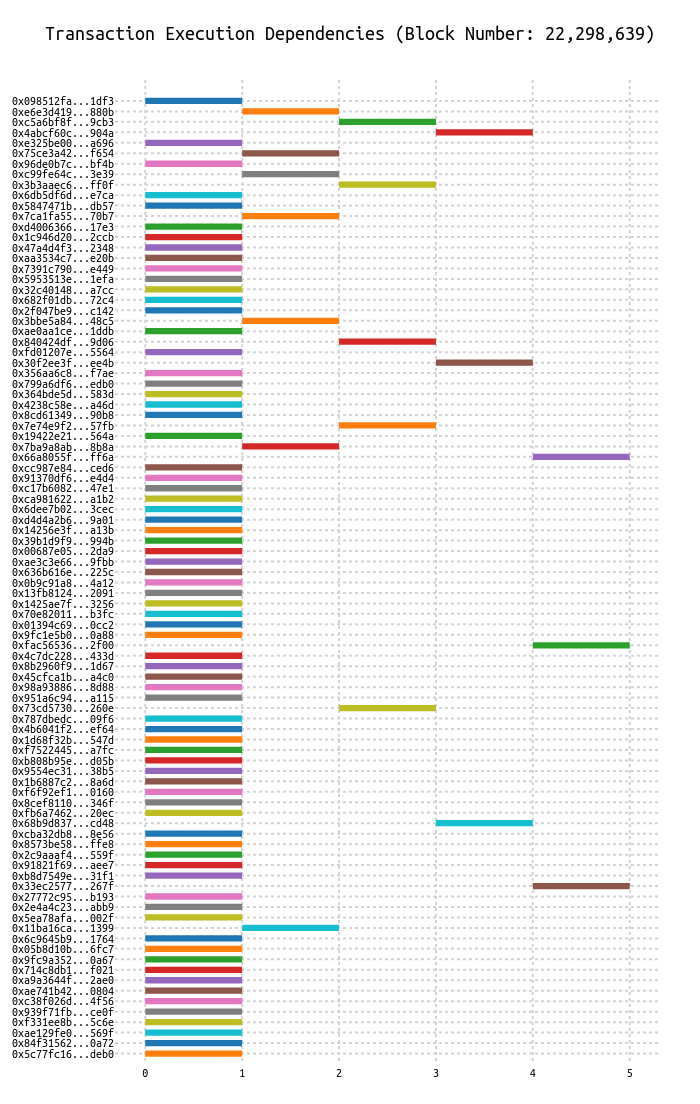 Transaction Execution Dependencies (Block Number: 22,298,639)
0x098512fa...1df3
0xe6e3d419...880b
0xc5a6bf8f...9cb3
0x4abcf60c...904a
0xe325be00...a696
0x75ce3a42...f654
0x96de0b7c...bf4b
0xc99fe64c...3e39
0x3b3aaec6...ff0f
0x6db5df6d...e7ca
0x5847471b...db57
0x7ca1fa55...70b7
0xd4006366...17e3
0x1c946d20...2ccb
0x47a4d4f3...2348
0xaa3534c7...e20b
0x7391c790...e449
0x5953513e...1efa
0x32c40148...a7cc
0x682f01db...72c4
0x2f047be9...c142
0x3bbe5a84...48c5
0xae0aa1ce...1ddb
0x840424df...9d06
0xfd01207e...5564
0x30f2ee3f...ee4b
0x356aa6c8...f7ae
0x799a6df6...edb0
0x364bde5d...583d
0x4238c58e...a46d
0x8cd61349...90b8
0x7e74e9f2...57fb
0x19422e21...564a
0x7ba9a8ab...8b8a
0x66a8055f...ff6a
0xcc987e84...ced6
0x91370df6...e4d4
0xc17b6082...47e1
0xca981622...a1b2
0x6dee7b02...3cec
0xd4d4a2b6...9a01
0x14256e3f...a13b
0x39b1d9f9...994b
0x00687e05...2da9
0xae3c3e66...9fbb
0x636b616e...225c
0x0b9c91a8...4a12
0x13fb8124...2091
0x1425ae7f...3256
0x70e82011...b3fc
0x01394c69...0cc2
0x9fc1e5b0...0a88
0xfac56536...2f00
0x4c7dc228...433d
0x8b2960f9...1d67
0x45cfca1b...a4c0
0x98a93886...8d88
0x951a6c94...a115
0x73cd5730...260e
0x787dbedc...09f6
0x4b6041f2...ef64
0x1d68f32b...547d
0xf7522445...a7fc
0xb808b95e...d05b
0x9554ec31...38b5
0x1b6887c2...8a6d
0xf6f92ef1...0160
0x8cef8110...346f
0xfb6a7462...20ec
0x68b9d837...cd48
0xcba32db8...8e56
0x8573be58...ffe8
0x2c9aaaf4...559f
0x91821f69...aee7
0xb8d7549e...31f1
0x33ec2577...267f
0x27772c95...b193
0x2e4a4c23...abb9
0x5ea78afa...002f
0x11ba16ca...1399
0x6c9645b9...1764
0x05b8d10b...6fc7
0x9fc9a352...0a67
0x714c8db1...f021
0xa9a3644f...2ae0
0xae741b42...0804
0xc38f026d...4f56
0x939f71fb...ce0f
0xf331ee8b...5c6e
0xae129fe0...569f
0x84f31562...0a72
0x5c77fc16...deb0
0 1 2 3 4 5